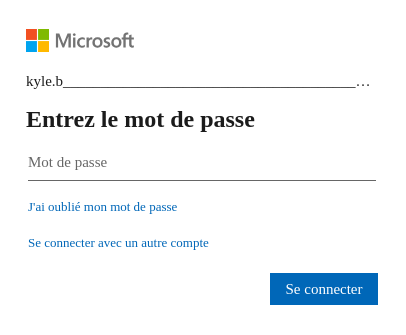 Microsoft
kyle.b_______________________________________…
Entrez le mot de passe
Mot de passe
J'ai oublié mon mot de passe
Se connecter avec un autre compte
Se connecter